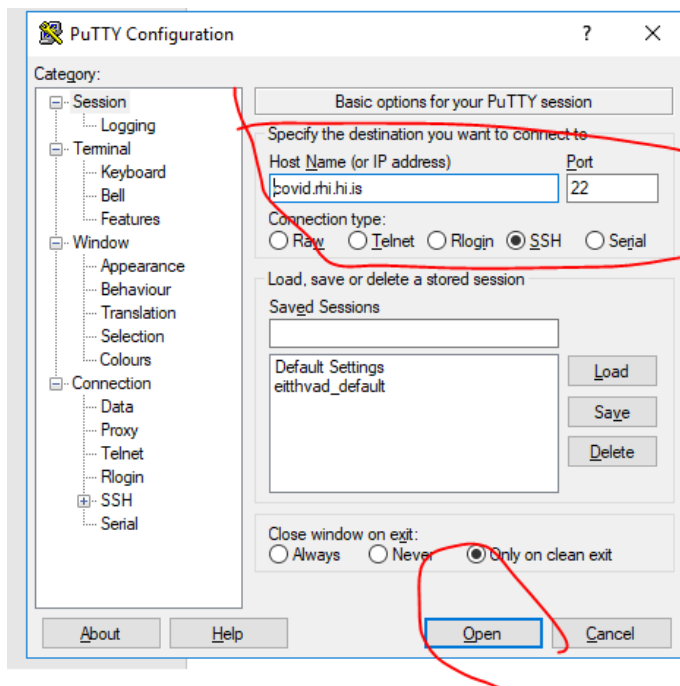 PuTTY Configuration ? ×
Category:
Session
Logging
Terminal
Keyboard
Bell
Features
Window
Appearance
Behaviour
Translation
Selection
Colours
Connection
Data
Proxy
Telnet
Rlogin
SSH
Serial
Basic options for your PuTTY session
Specify the destination you want to connect to
Host Name (or IP address) Port
covid.rhi.hi.is 22
Connection type:
Raw Telnet Rlogin SSH Serial
Load, save or delete a stored session
Saved Sessions
Default Settings
eitthvad_default
Load
Save
Delete
Close window on exit:
Always Never Only on clean exit
About Help Open Cancel